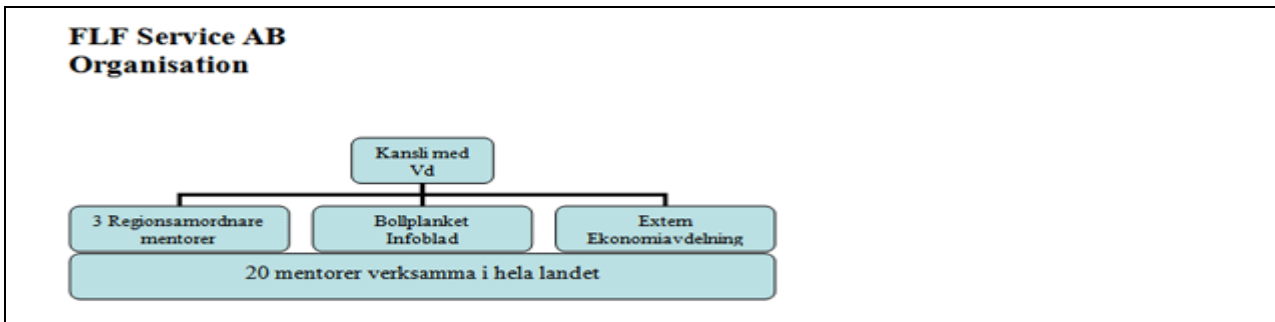 FLF Service AB
Organisation
Kansli med
Vd
3 Regionsamordnare
mentorer
Bollplanket
Infoblad
Extern
Ekonomiavdelning
20 mentorer verksamma i hela landet